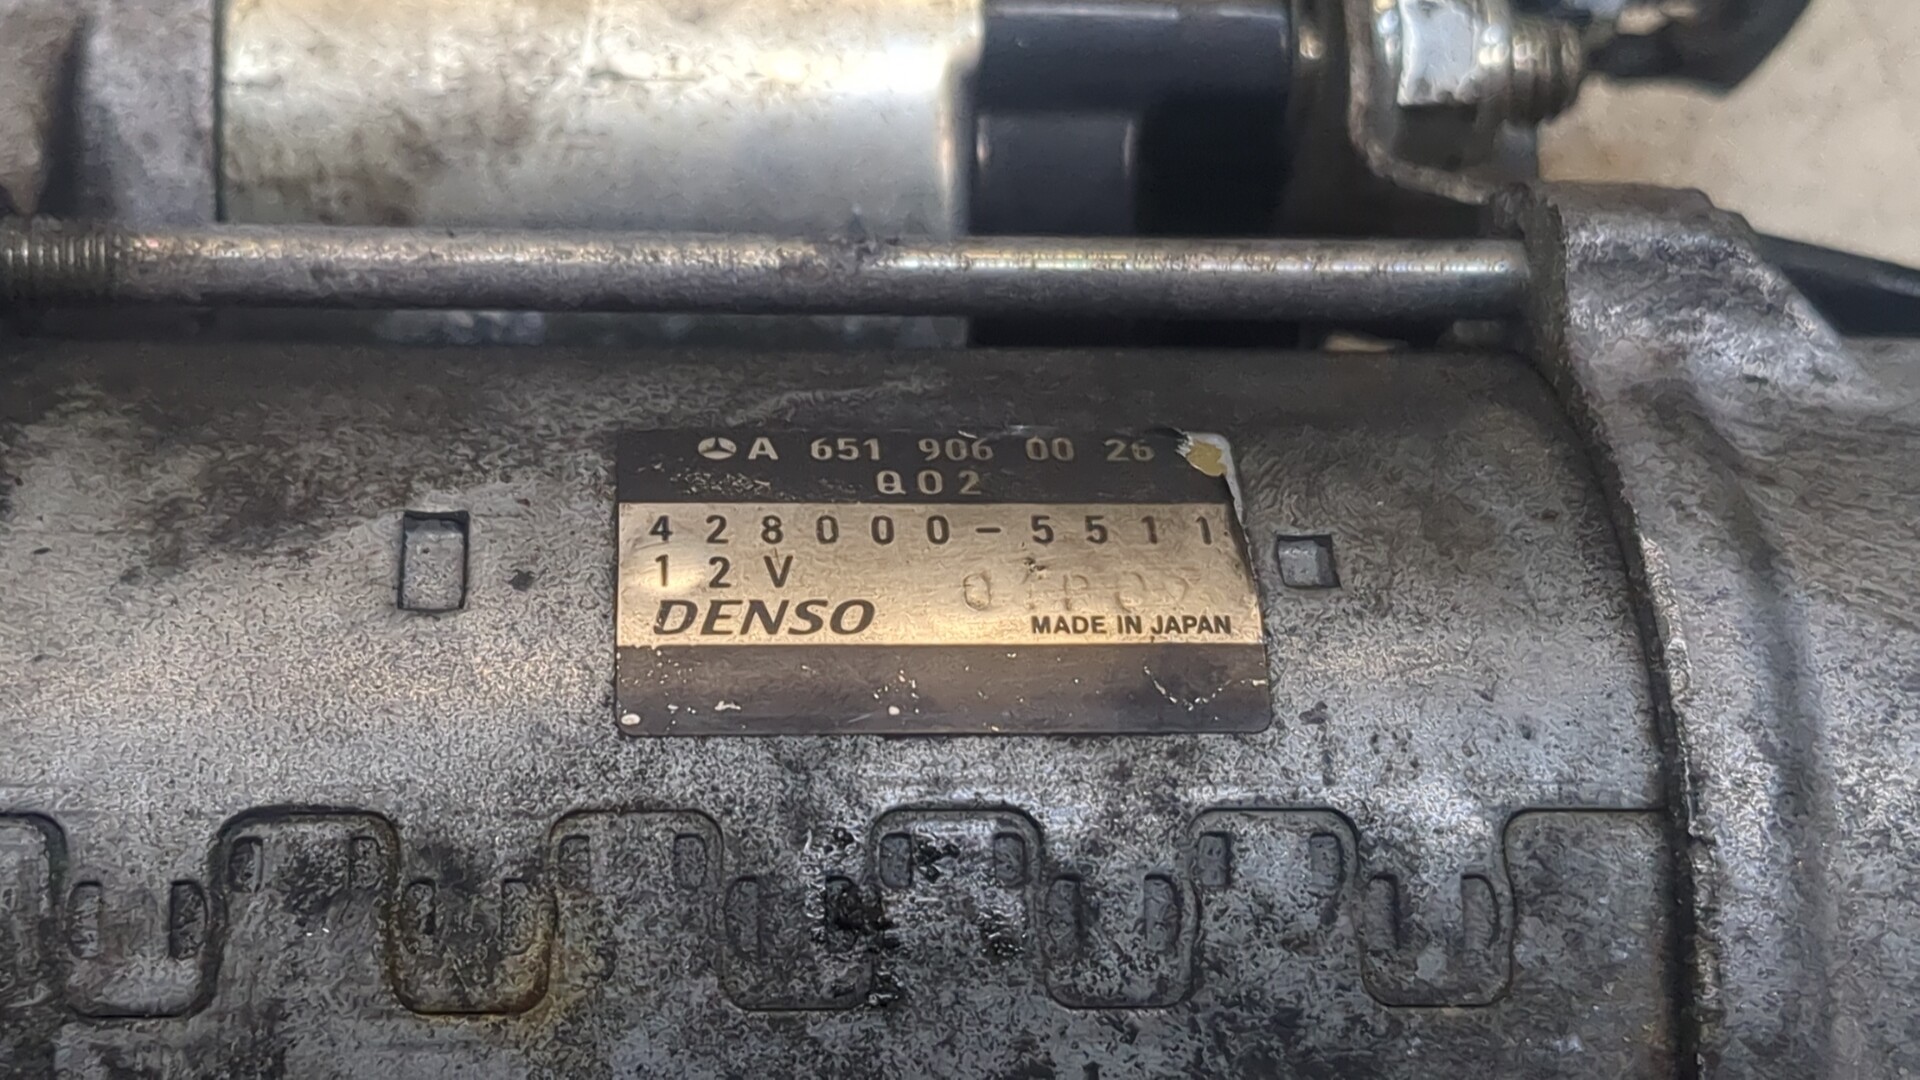 A 651 906 00 26
Q02
428000-5511
12V
DENSO
MADE IN JAPAN